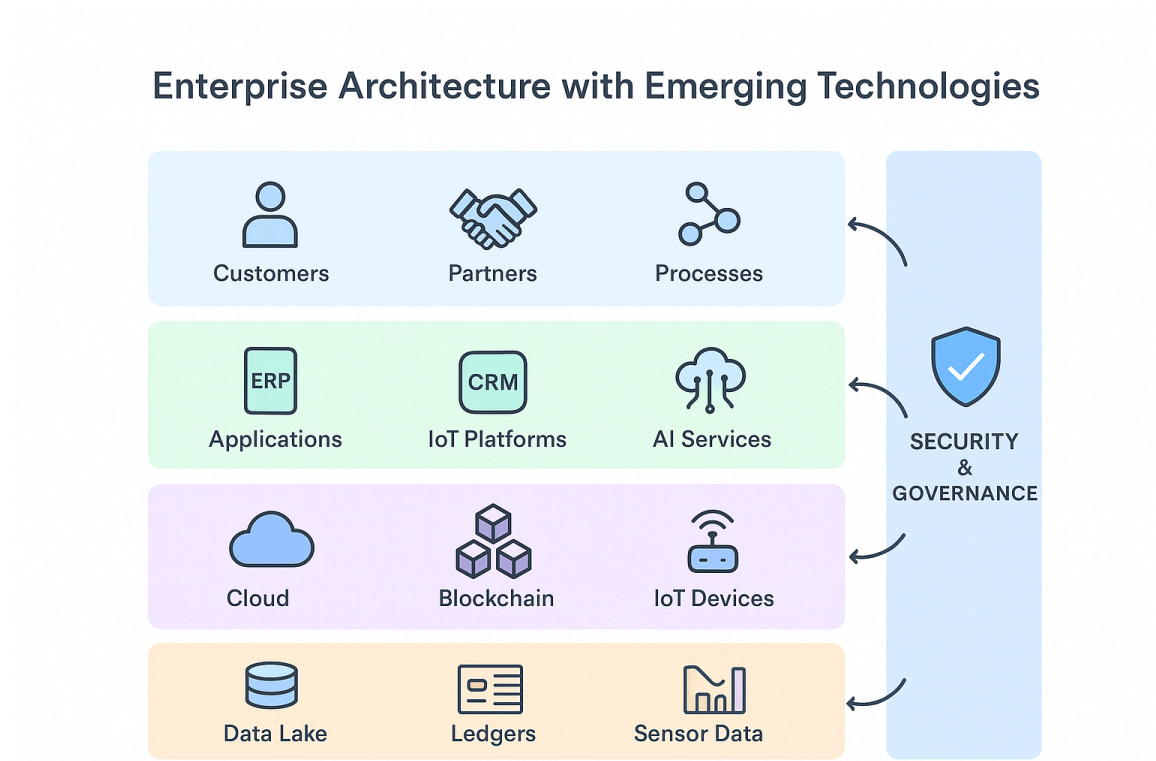 Enterprise Architecture with Emerging Technologies
Customers
Partners
Processes
ERP
CRM
Applications
IoT Platforms
AI Services
SECURITY
&
GOVERNANCE
Cloud
Blockchain
IoT Devices
Data Lake
Ledgers
Sensor Data